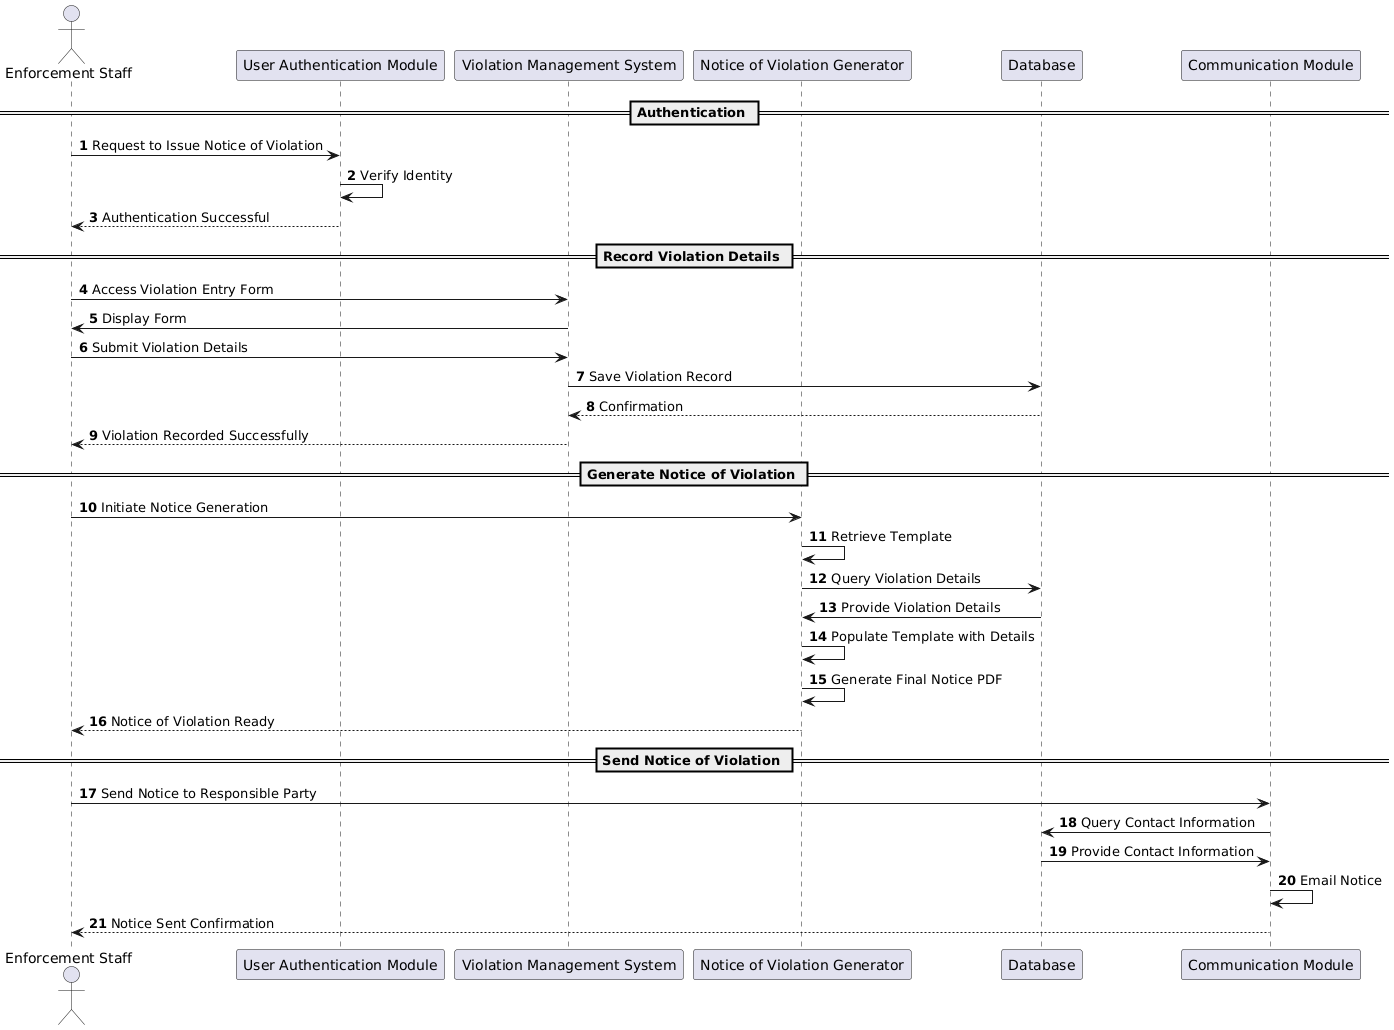 Enforcement Staff
User Authentication Module
Violation Management System
Notice of Violation Generator
Database
Communication Module
Authentication
1 Request to Issue Notice of Violation
2 Verify Identity
3 Authentication Successful
Record Violation Details
4 Access Violation Entry Form
5 Display Form
6 Submit Violation Details
7 Save Violation Record
8 Confirmation
9 Violation Recorded Successfully
Generate Notice of Violation
10 Initiate Notice Generation
11 Retrieve Template
12 Query Violation Details
13 Provide Violation Details
14 Populate Template with Details
15 Generate Final Notice PDF
16 Notice of Violation Ready
Send Notice of Violation
17 Send Notice to Responsible Party
18 Query Contact Information
19 Provide Contact Information
20 Email Notice
21 Notice Sent Confirmation
Enforcement Staff
User Authentication Module
Violation Management System
Notice of Violation Generator
Database
Communication Module